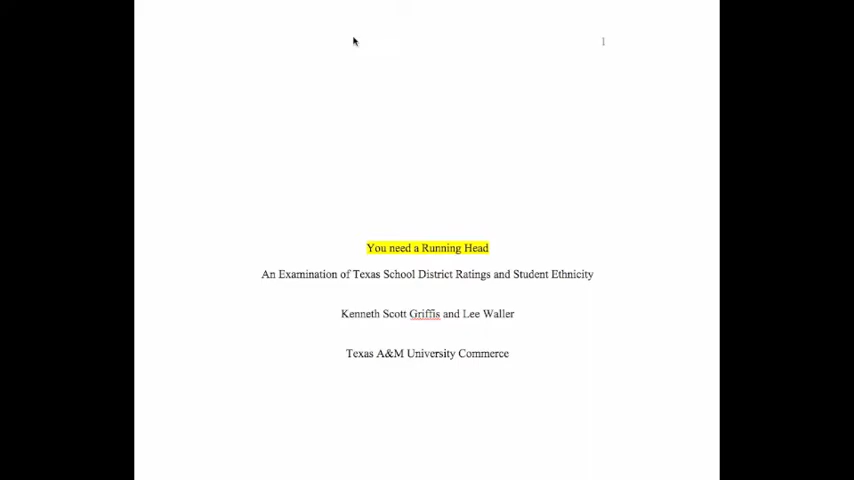 1
You need a Running Head
An Examination of Texas School District Ratings and Student Ethnicity
Kenneth Scott Griffis and Lee Waller
Texas A&M University Commerce